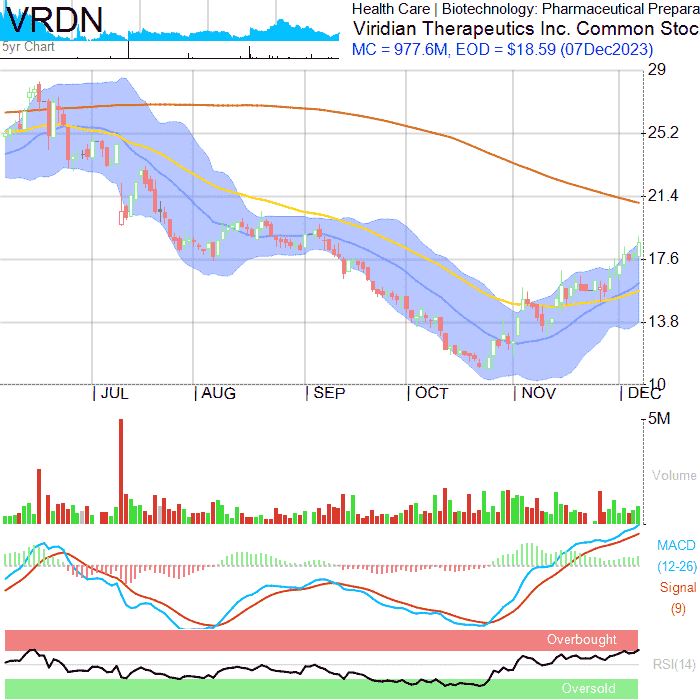 VRDN
5yr Chart
Health Care | Biotechnology: Pharmaceutical Prepara
Viridian Therapeutics Inc. Common Stoc
MC = 977.6M, EOD = $18.59 (07Dec2023)
29
25.2
21.4
17.6
13.8
10
JUL AUG SEP OCT NOV DEC
5M
Volume
MACD
(12-26)
Signal
(9)
Overbought
RSI(14)
Oversold